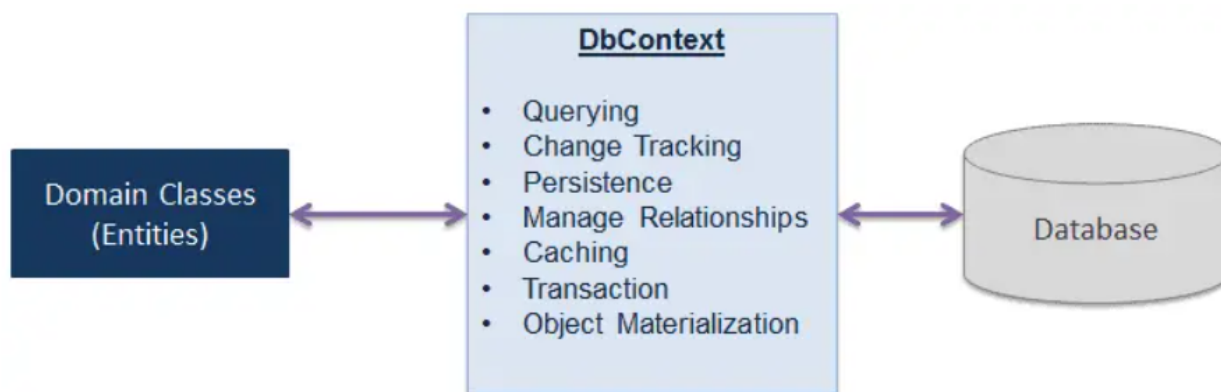 DbContext
• Querying
• Change Tracking
• Persistence
• Manage Relationships
• Caching
• Transaction
• Object Materialization
Domain Classes
(Entities)
Database